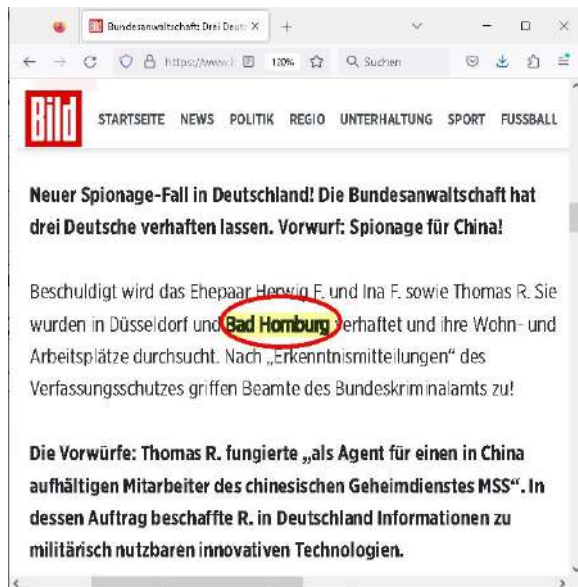 Bundesanwaltschaft: Drei Deuts
https://www.
120%
Suchen
Bild
STARTSEITE NEWS POLITIK REGIO UNTERHALTUNG SPORT FUSSBALL
Neuer Spionage-Fall in Deutschland! Die Bundesanwaltschaft hat
drei Deutsche verhaften lassen. Vorwurf: Spionage für China!
Beschuldigt wird das Ehepaar Herwig F. und Ina F. sowie Thomas R. Sie
wurden in Düsseldorf und Bad Homburg verhaftet und ihre Wohn- und
Arbeitsplätze durchsucht. Nach „Erkenntnismitteilungen“ des
Verfassungsschutzes griffen Beamte des Bundeskriminalamts zu!
Die Vorwürfe: Thomas R. fungierte „als Agent für einen in China
aufhältigen Mitarbeiter des chinesischen Geheimdienstes MSS“. In
dessen Auftrag beschaffte R. in Deutschland Informationen zu
militärisch nutzbaren innovativen Technologien.